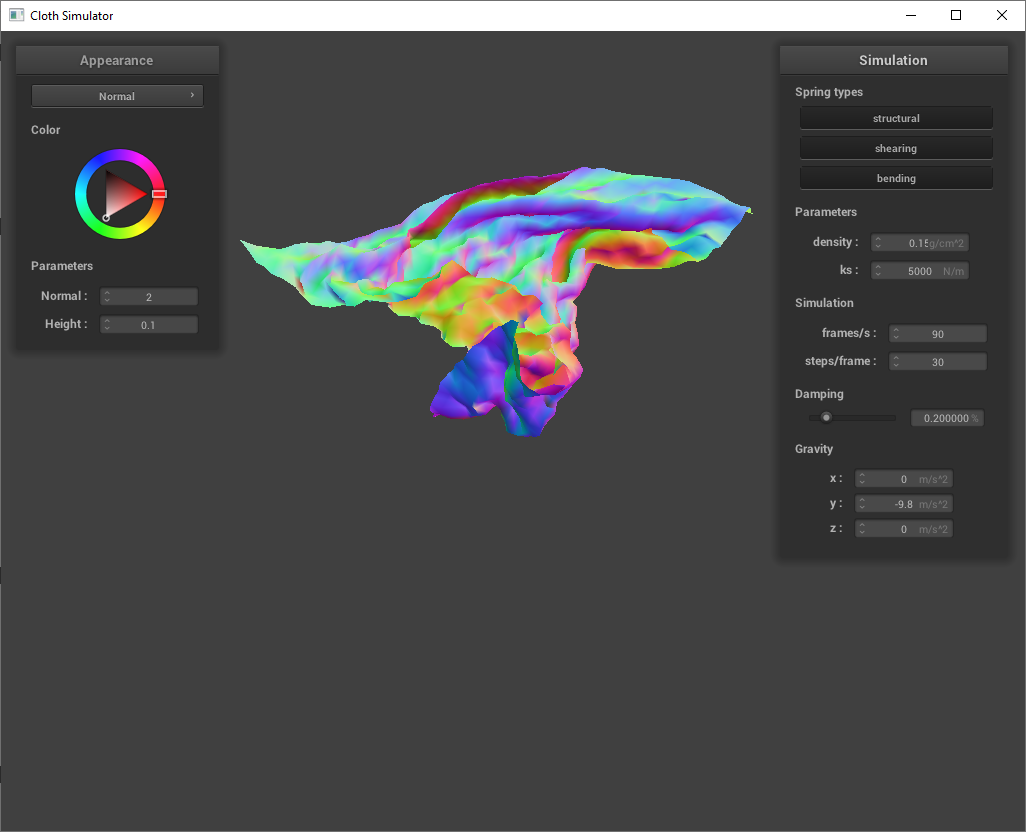 Cloth Simulator
Appearance
Normal
Color
Parameters
Normal : 2
Height : 0.1
Simulation
Spring types
structural
shearing
bending
Parameters
density : 0.15 g/cm^2
ks : 5000 N/m
Simulation
frames/s : 90
steps/frame : 30
Damping
0.200000 %
Gravity
x : 0 m/s^2
y : -9.8 m/s^2
z : 0 m/s^2